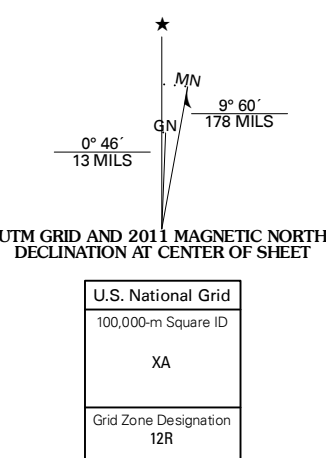 ★
MN
GN
9° 60´
178 MILS
0° 46´
13 MILS
UTM GRID AND 2011 MAGNETIC NORTH
DECLINATION AT CENTER OF SHEET
U.S. National Grid
100,000-m Square ID
XA
Grid Zone Designation
12R